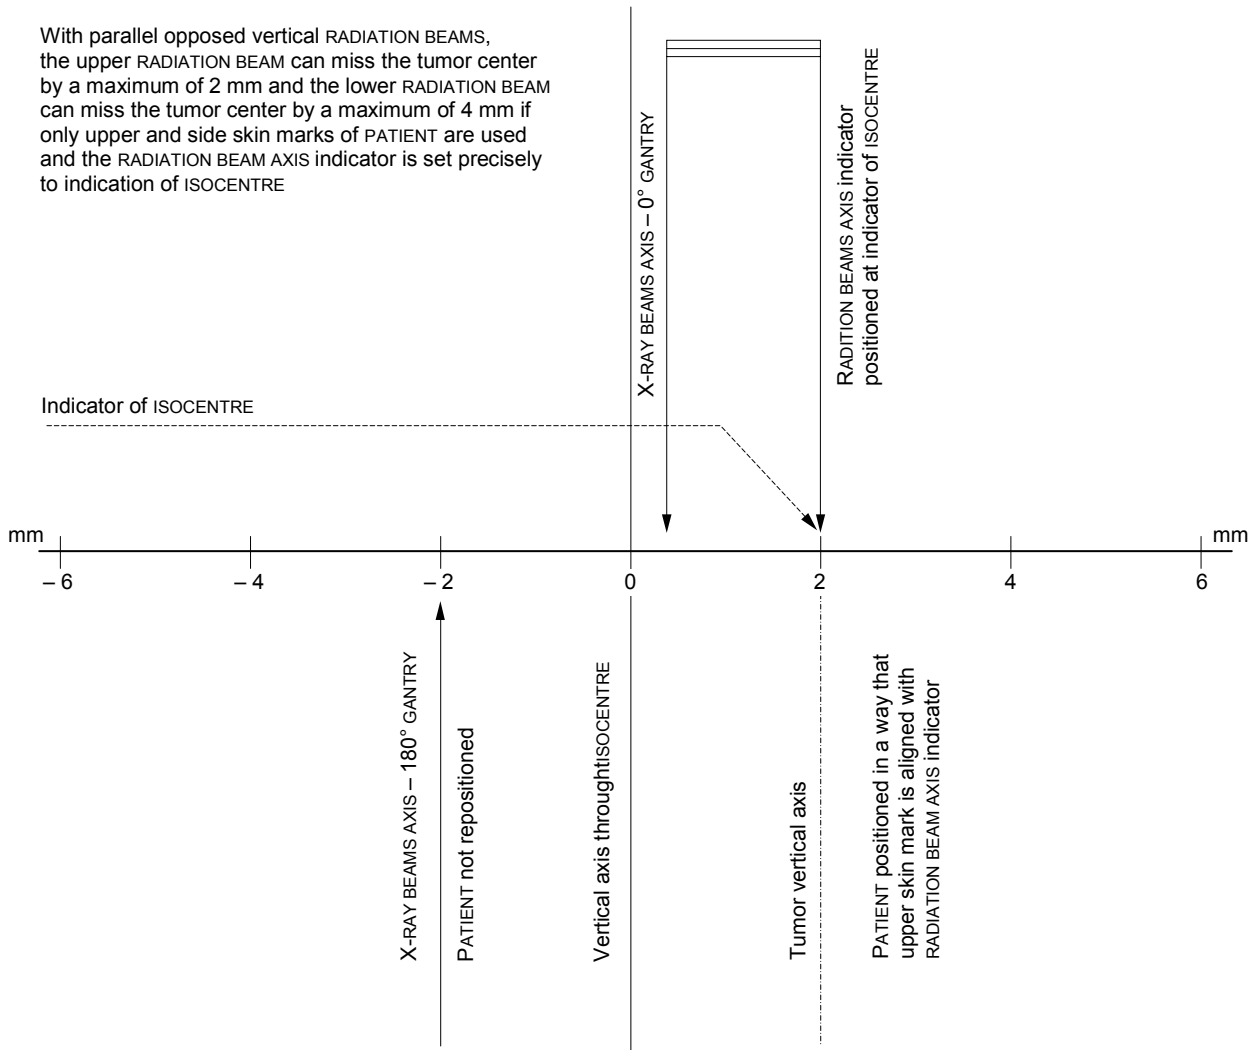 With parallel opposed vertical RADIATION BEAMS,
the upper RADIATION BEAM can miss the tumor center
by a maximum of 2 mm and the lower RADIATION BEAM
can miss the tumor center by a maximum of 4 mm if
only upper and side skin marks of PATIENT are used
and the RADIATION BEAM AXIS indicator is set precisely
to indication of ISOCENTRE
X-RAY BEAMS AXIS – 0° GANTRY
RADITION BEAMS AXIS indicator
positioned at indicator of ISOCENTRE
Indicator of ISOCENTRE
mm
mm
– 6
– 4
– 2
0
2
4
6
X-RAY BEAMS AXIS – 180° GANTRY
PATIENT not repositioned
Vertical axis throughtISOCENTRE
Tumor vertical axis
PATIENT positioned in a way that
upper skin mark is aligned with
RADIATION BEAM AXIS indicator